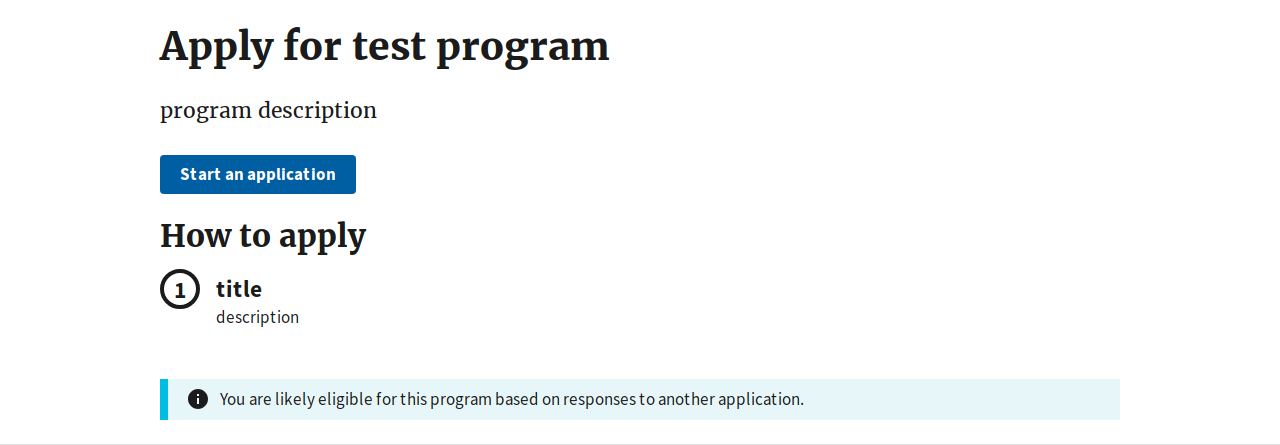 Apply for test program
program description
Start an application
How to apply
1 title
description
You are likely eligible for this program based on responses to another application.